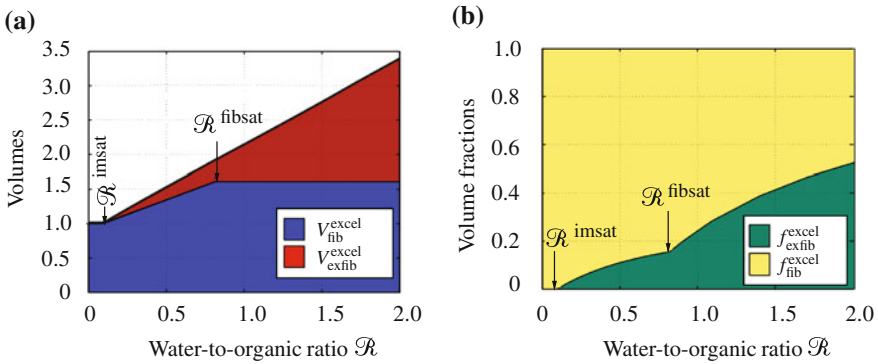 (a)
3.5
3.0
2.5
2.0
1.5
1.0
0.5
0
Volumes
ℛ imsat
ℛ fibsat
V excel fib
V excel exfib
0 0.5 1.0 1.5 2.0
Water-to-organic ratio ℛ
(b)
1.0
0.8
0.6
0.4
0.2
0
Volume fractions
ℛ imsat
ℛ fibsat
f excel exfib
f excel fib
0 0.5 1.0 1.5 2.0
Water-to-organic ratio ℛ